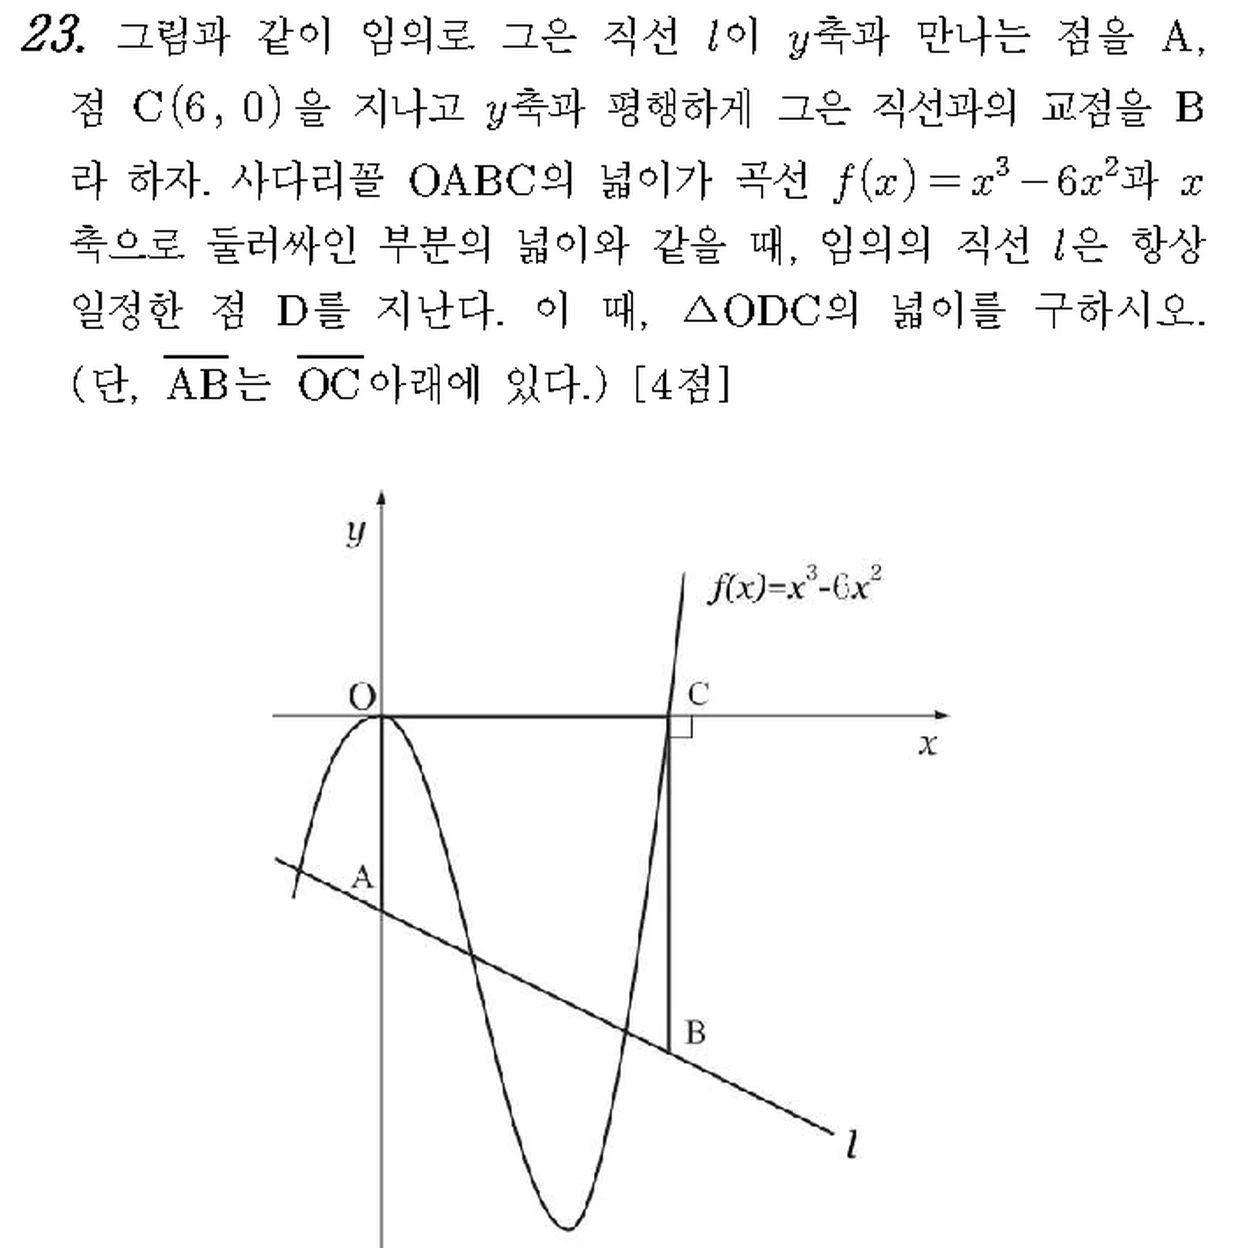 23. 그림과 같이 임의로 그은 직선 l이 y축과 만나는 점을 A,
점 C(6, 0)을 지나고 y축과 평행하게 그은 직선과의 교점을 B
라 하자. 사다리꼴 OABC의 넓이가 곡선 f(x)=x³−6x²과 x
축으로 둘러싸인 부분의 넓이와 같을 때, 임의의 직선 l은 항상
일정한 점 D를 지난다. 이 때, △ODC의 넓이를 구하시오.
(단, A̅B̅는 O̅C̅아래에 있다.) [4점]
y
f(x)=x³-6x²
O
C
x
A
B
l